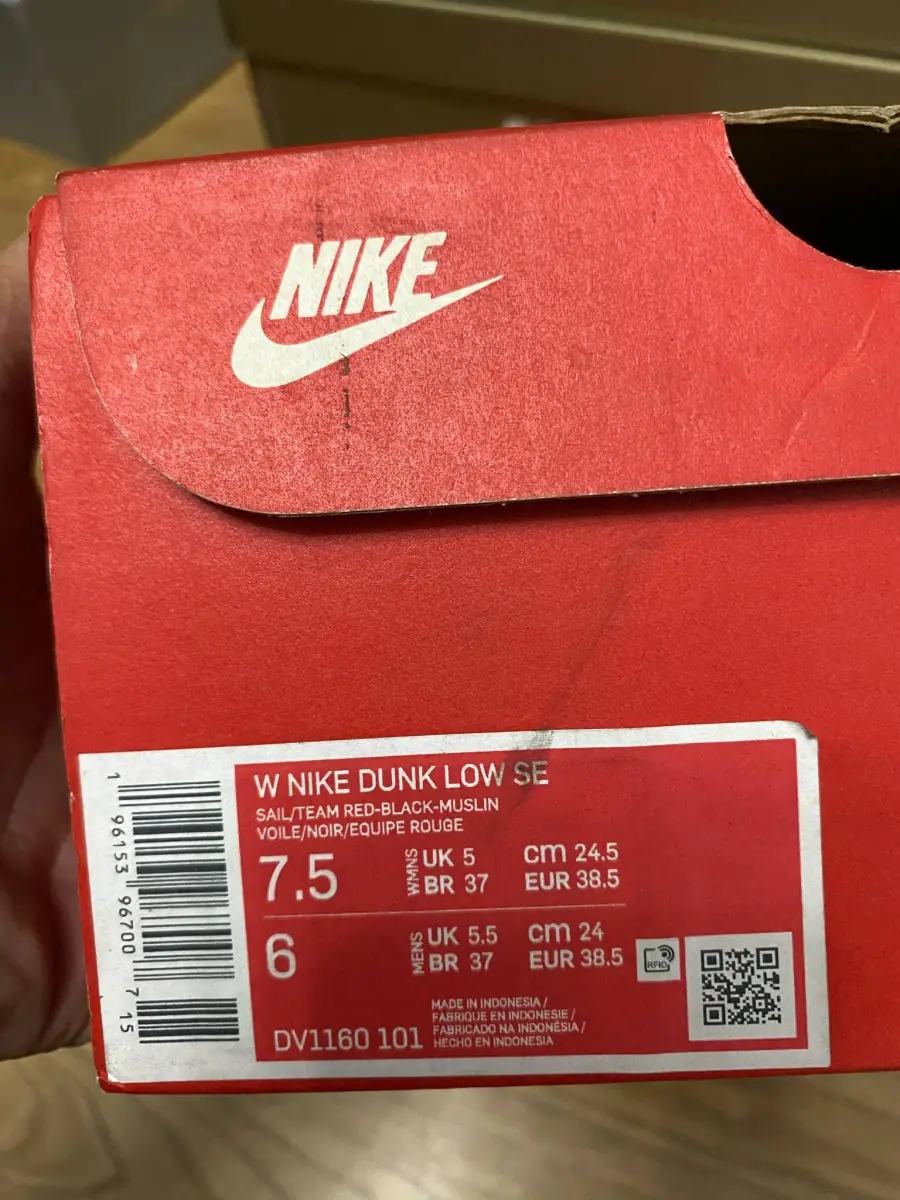 NIKE
W NIKE DUNK LOW SE
SAIL/TEAM RED-BLACK-MUSLIN
VOILE/NOIR/EQUIPE ROUGE
7.5 WMNS UK 5 cm 24.5
BR 37 EUR 38.5
6 MENS UK 5.5 cm 24
BR 37 EUR 38.5
RFID
DV1160 101
MADE IN INDONESIA /
FABRIQUE EN INDONESIE /
FABRICADO NA INDONÉSIA /
HECHO EN INDONESIA
1 96153 96700 7 15